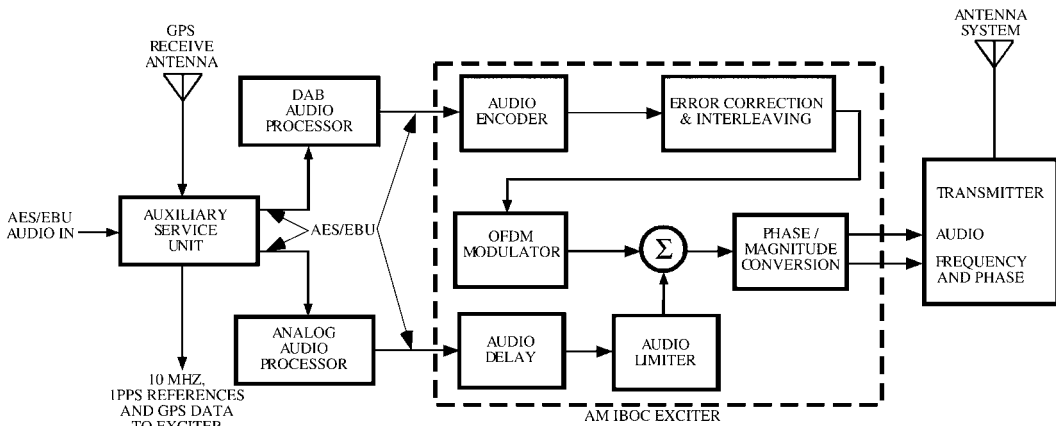 GPS
RECEIVE
ANTENNA
ANTENNA
SYSTEM
DAB
AUDIO
PROCESSOR
AUDIO
ENCODER
ERROR CORRECTION
& INTERLEAVING
AES/EBU
AUDIO IN
AUXILIARY
SERVICE
UNIT
AES/EBU
OFDM
MODULATOR
Σ
PHASE /
MAGNITUDE
CONVERSION
TRANSMITTER
AUDIO
FREQUENCY
AND PHASE
ANALOG
AUDIO
PROCESSOR
AUDIO
DELAY
AUDIO
LIMITER
10 MHZ,
1PPS REFERENCES
AND GPS DATA
TO EXCITER
AM IBOC EXCITER